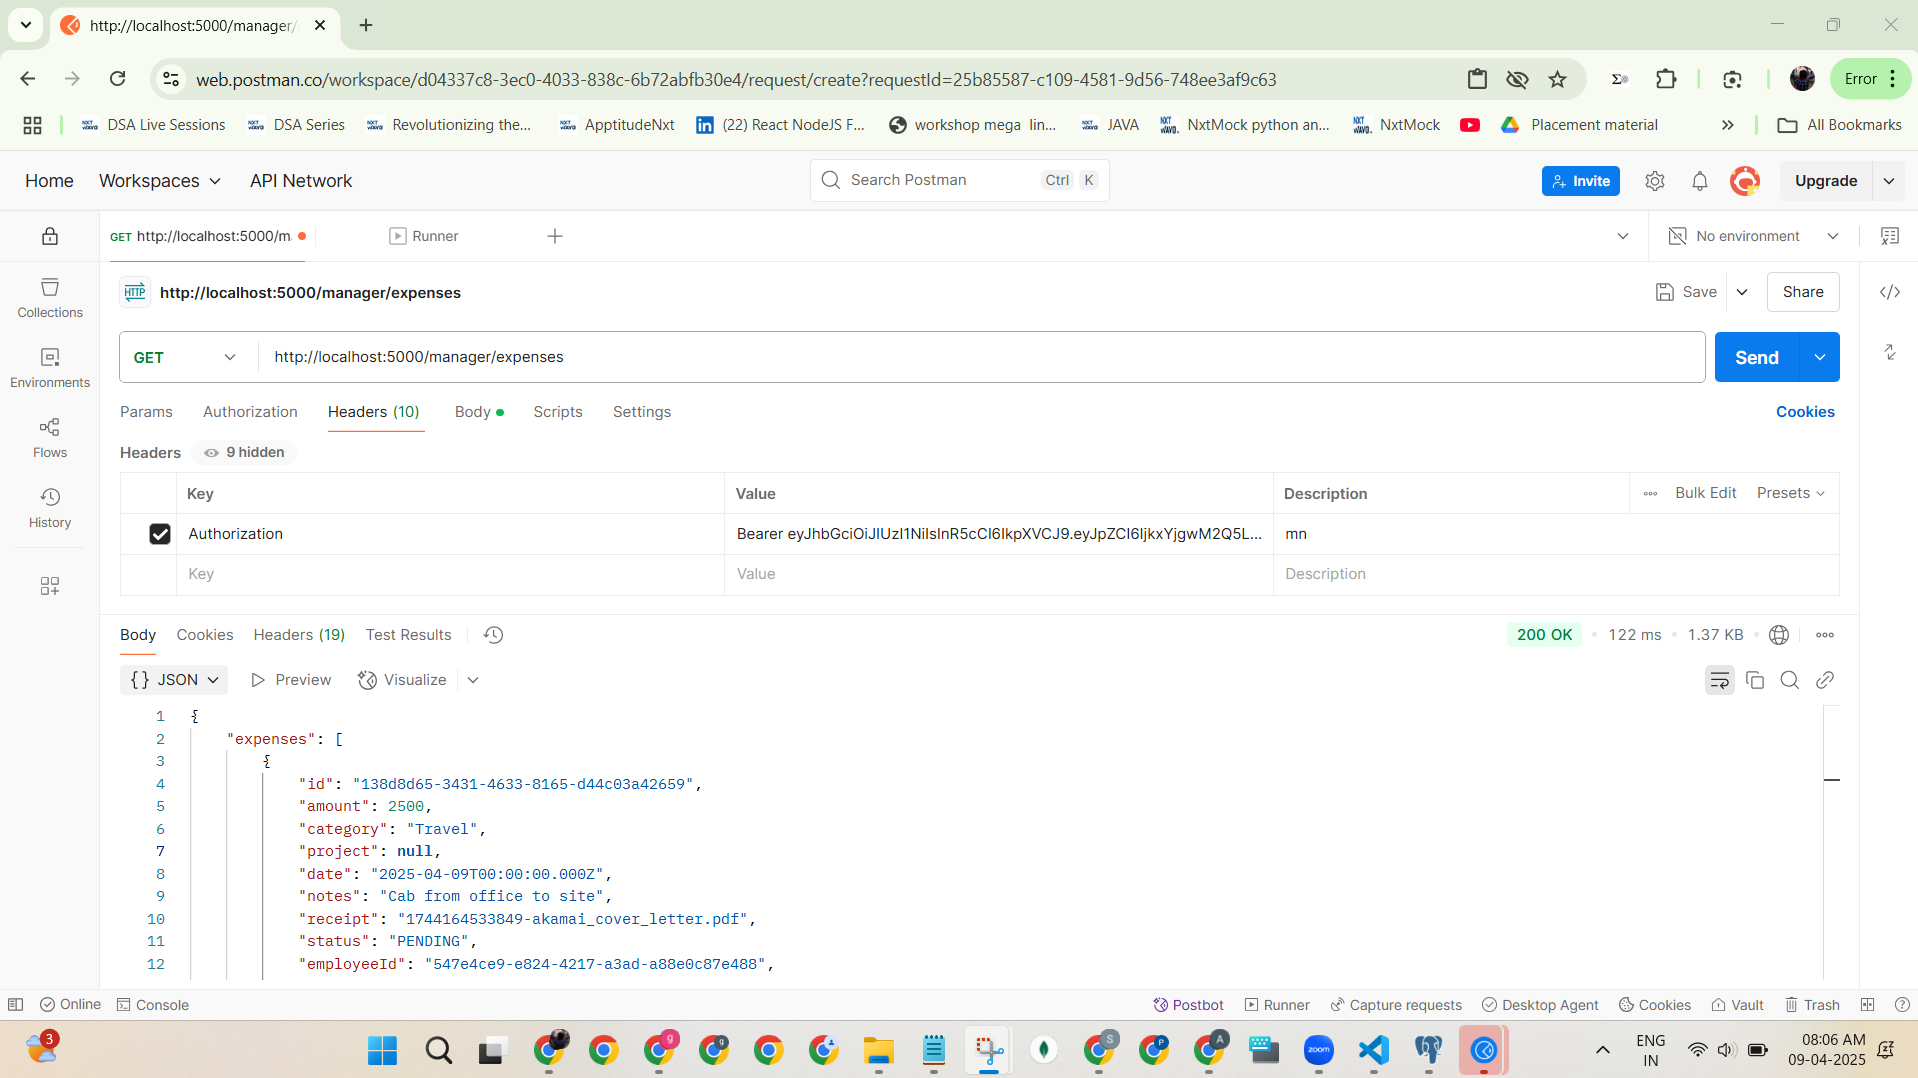 http://localhost:5000/manager/
web.postman.co/workspace/d04337c8-3ec0-4033-838c-6b72abfb30e4/request/create?requestId=25b85587-c109-4581-9d56-748ee3af9c63
Error
DSA Live Sessions
DSA Series
Revolutionizing the...
ApptitudeNxt
(22) React NodeJS F...
workshop mega lin...
JAVA
NxtMock python an...
NxtMock
Placement material
All Bookmarks
Home
Workspaces
API Network
Search Postman
Ctrl K
Invite
Upgrade
GET http://localhost:5000/m
Runner
No environment
Collections
Environments
Flows
History
HTTP http://localhost:5000/manager/expenses
Save
Share
GET http://localhost:5000/manager/expenses
Send
Params Authorization Headers (10) Body Scripts Settings
Cookies
Headers 9 hidden
Key Value Description
Bulk Edit Presets
Authorization Bearer eyJhbGciOiJIUzI1NiIsInR5cCI6IkpXVCJ9.eyJpZCI6IjkxYjgwM2Q5L... mn
Key Value Description
Body Cookies Headers (19) Test Results
200 OK 122 ms 1.37 KB
{} JSON Preview Visualize
1 {
2 "expenses": [
3 {
4 "id": "138d8d65-3431-4633-8165-d44c03a42659",
5 "amount": 2500,
6 "category": "Travel",
7 "project": null,
8 "date": "2025-04-09T00:00:00.000Z",
9 "notes": "Cab from office to site",
10 "receipt": "1744164533849-akamai_cover_letter.pdf",
11 "status": "PENDING",
12 "employeeId": "547e4ce9-e824-4217-a3ad-a88e0c87e488",
Online Console
Postbot Runner Capture requests Desktop Agent Cookies Vault Trash
3
g
g
S
P
A
zoom
ENG
IN
08:06 AM
09-04-2025